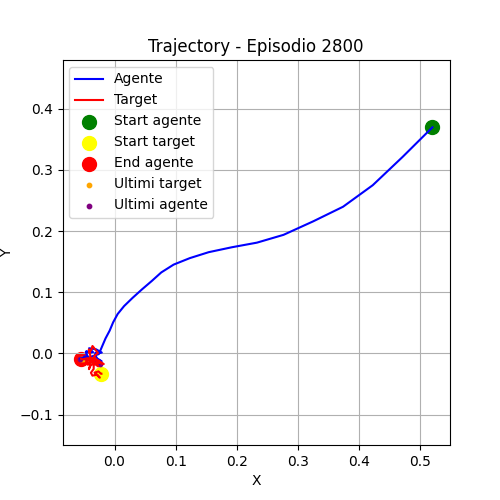 Trajectory - Episodio 2800
Agente
Target
Start agente
Start target
End agente
Ultimi target
Ultimi agente
0.4
0.3
0.2
0.1
0.0
−0.1
Y
0.0 0.1 0.2 0.3 0.4 0.5
X